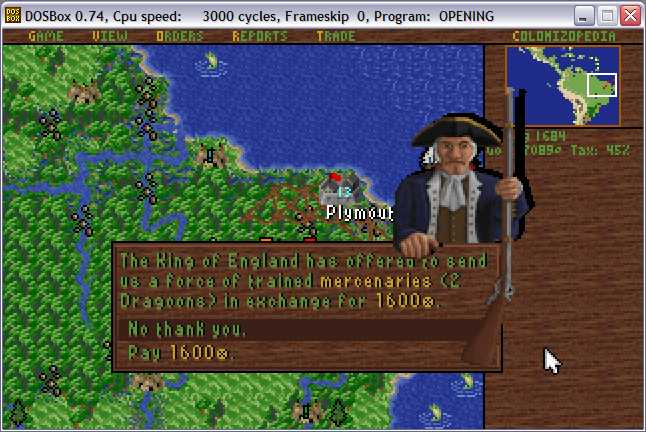 DOSBox 0.74, Cpu speed: 3000 cycles, Frameskip 0, Program: OPENING
GAME VIEW ORDERS REPORTS TRADE COLONIZOPEDIA
1684
Tax: 45%
13
The King of England has offered to send
us a force of trained mercenaries (2
Dragoons) in exchange for 1600⊗.
No thank you.
Pay 1600⊗.